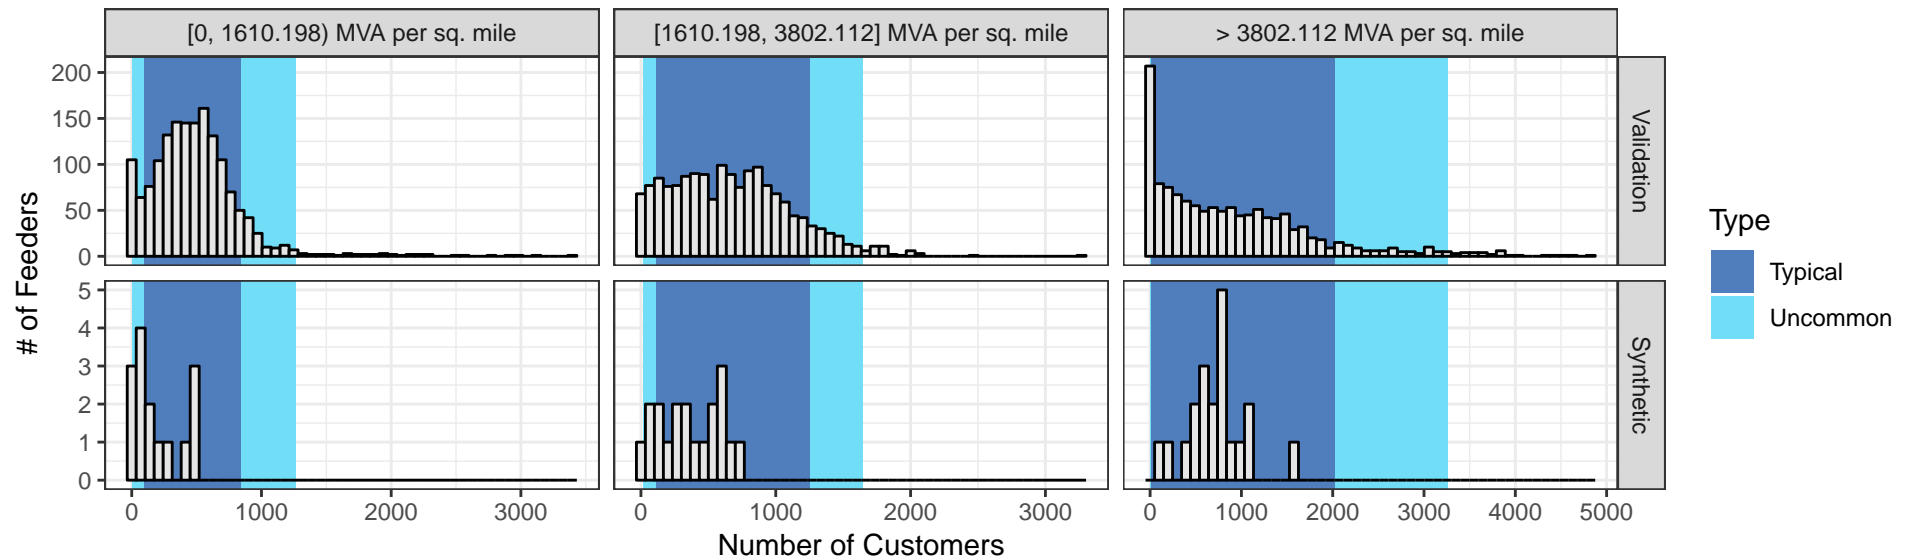 [0, 1610.198) MVA per sq. mile
[1610.198, 3802.112] MVA per sq. mile
> 3802.112 MVA per sq. mile
# of Feeders
200
150
100
50
0
Validation
5
4
3
2
1
0
Synthetic
0 1000 2000 3000
0 1000 2000 3000
0 1000 2000 3000 4000 5000
Number of Customers
Type
Typical
Uncommon